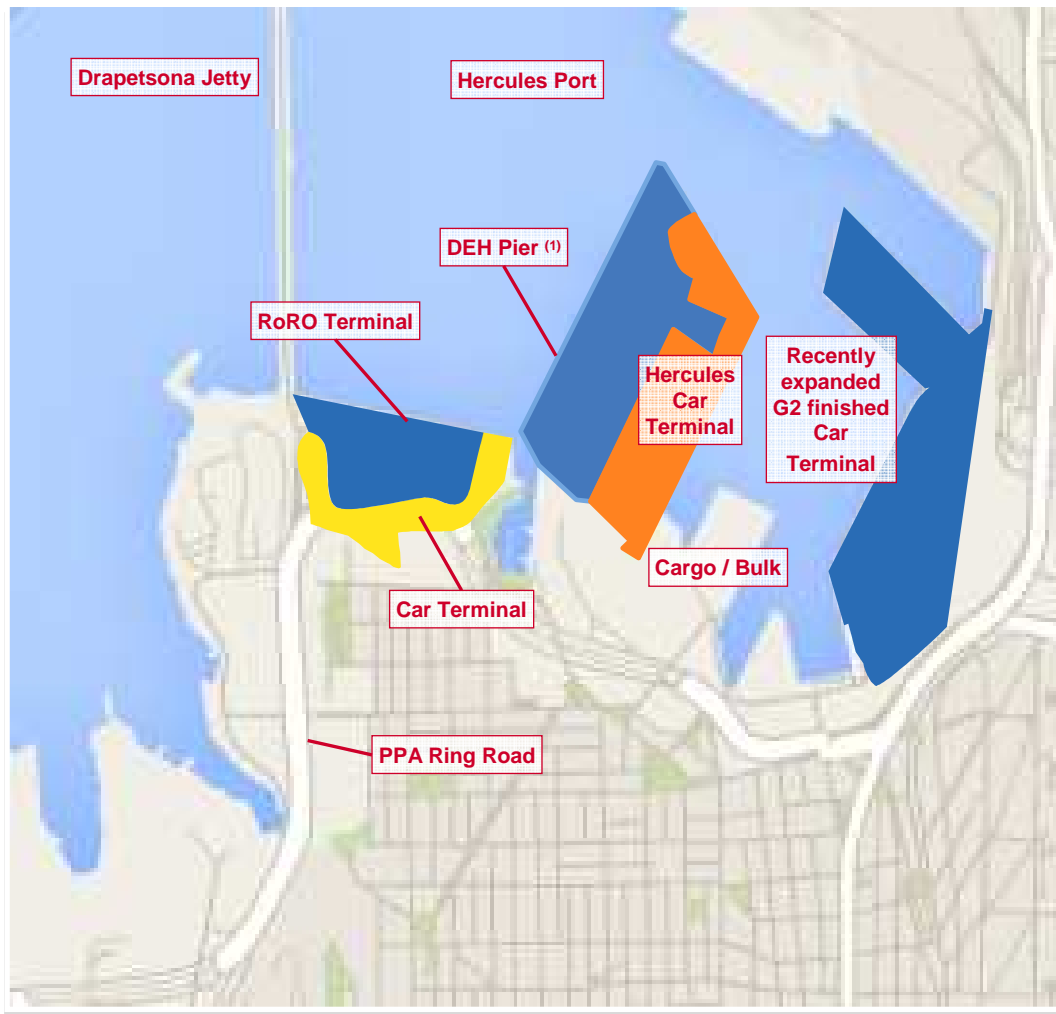 Drapetsona Jetty
Hercules Port
DEH Pier (1)
RoRO Terminal
Hercules
Car
Terminal
Recently
expanded
G2 finished
Car
Terminal
Cargo / Bulk
Car Terminal
PPA Ring Road